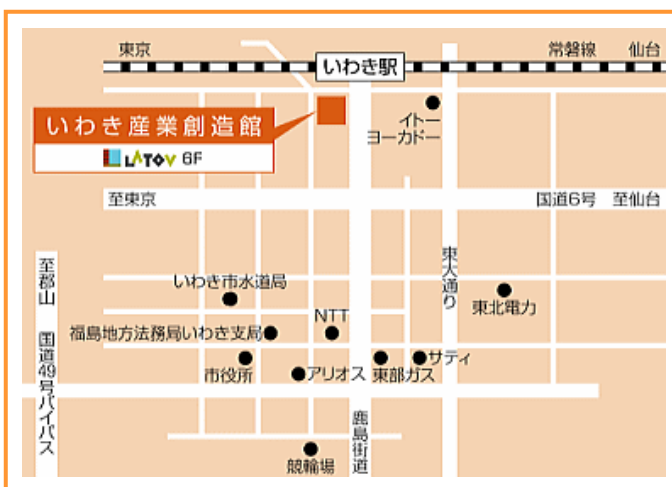 東京
常磐線 仙台
いわき駅
イトー
ヨーカドー
いわき産業創造館
LATOV 6F
至東京
国道6号 至仙台
至郡山 国道49号バイパス
東大通り
いわき市水道局
東北電力
NTT
福島地方法務局いわき支局
市役所
アリオス
東部ガス
サティ
鹿島街道
競輪場